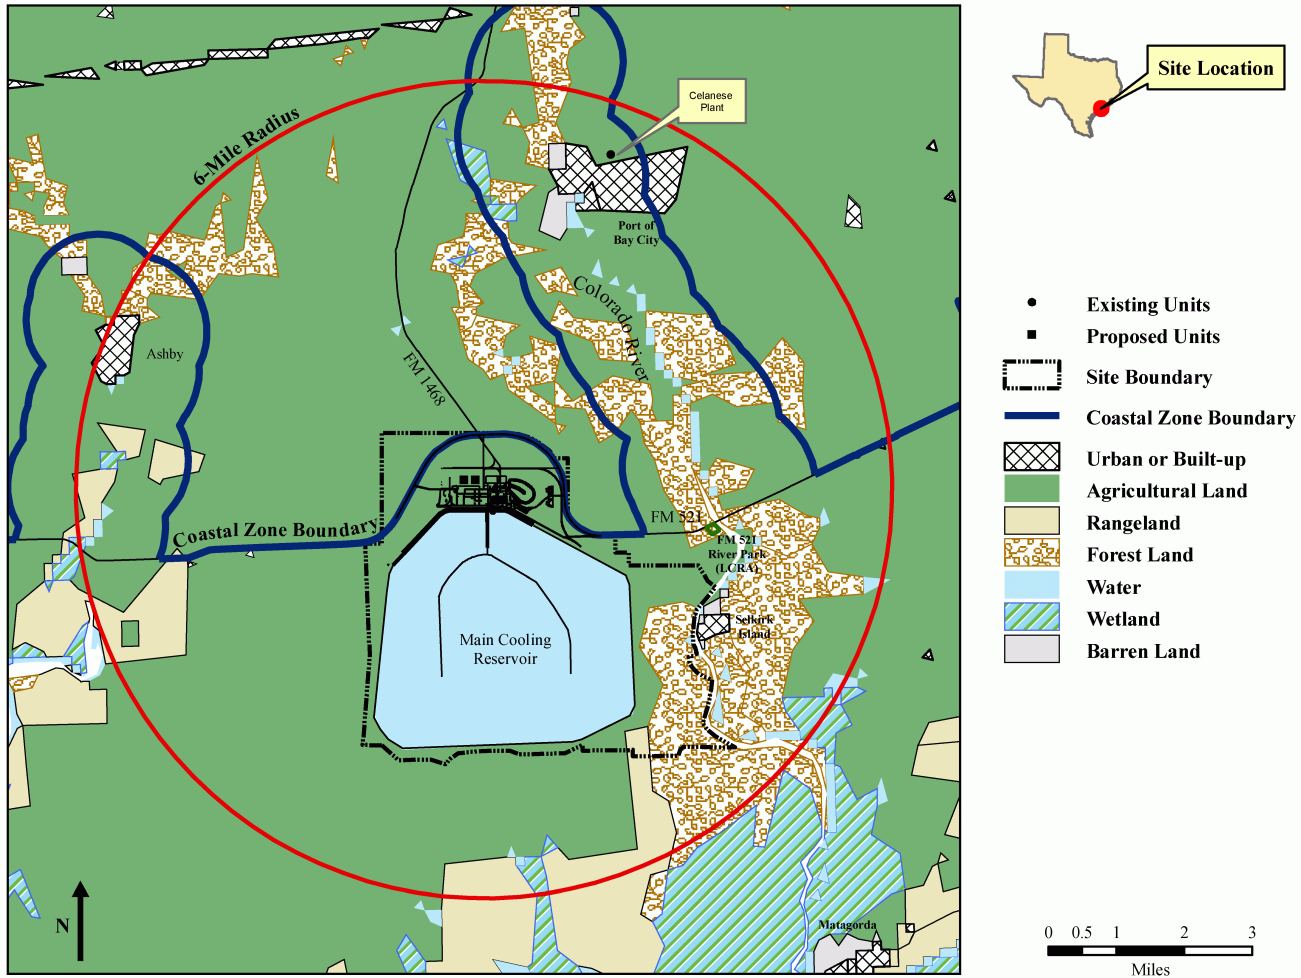 Celanese
Plant
Site Location
6-Mile Radius
Port of
Bay City
Colorado River
Ashby
FM 1468
Existing Units
Proposed Units
Site Boundary
Coastal Zone Boundary
Urban or Built-up
Agricultural Land
Rangeland
Forest Land
Water
Wetland
Barren Land
Coastal Zone Boundary
FM 521
FM 521
River Park
(LCRA)
Selkirk
Island
Main Cooling
Reservoir
N
Matagorda
0 0.5 1 2 3
Miles